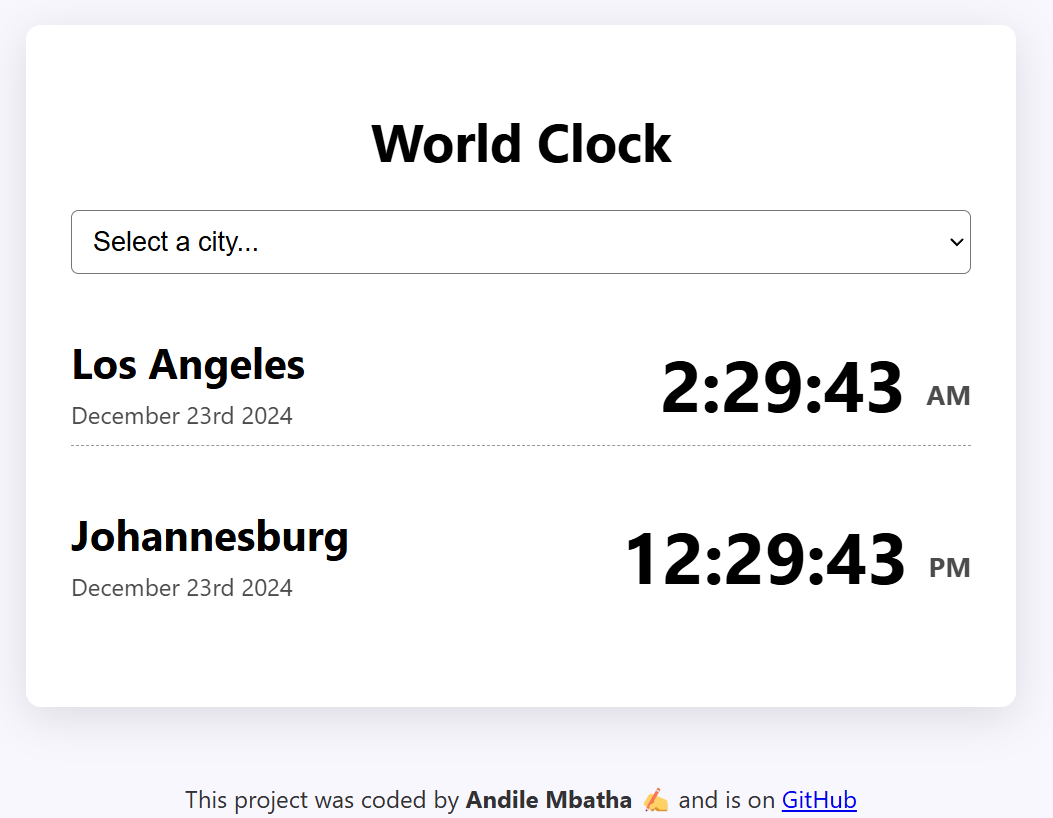 World Clock
Select a city...
Los Angeles
December 23rd 2024
2:29:43 AM
Johannesburg
December 23rd 2024
12:29:43 PM
This project was coded by Andile Mbatha ✍️ and is on GitHub